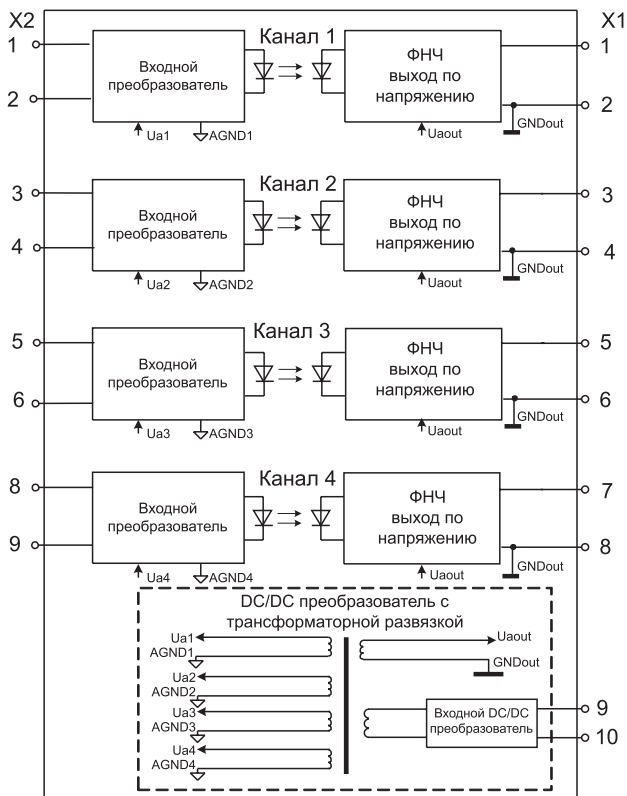 X2
X1
1
Канал 1
1
Входной
преобразователь
ФНЧ
выход по
напряжению
2
2
GNDout
Ua1
AGND1
Uaout
3
Канал 2
3
Входной
преобразователь
ФНЧ
выход по
напряжению
4
4
GNDout
Ua2
AGND2
Uaout
5
Канал 3
5
Входной
преобразователь
ФНЧ
выход по
напряжению
6
6
GNDout
Ua3
AGND3
Uaout
8
Канал 4
7
Входной
преобразователь
ФНЧ
выход по
напряжению
9
8
GNDout
Ua4
AGND4
Uaout
DC/DC преобразователь с
трансформаторной развязкой
Ua1
AGND1
Uaout
GNDout
Ua2
AGND2
Ua3
AGND3
Ua4
AGND4
Входной DC/DC
преобразователь
9
10